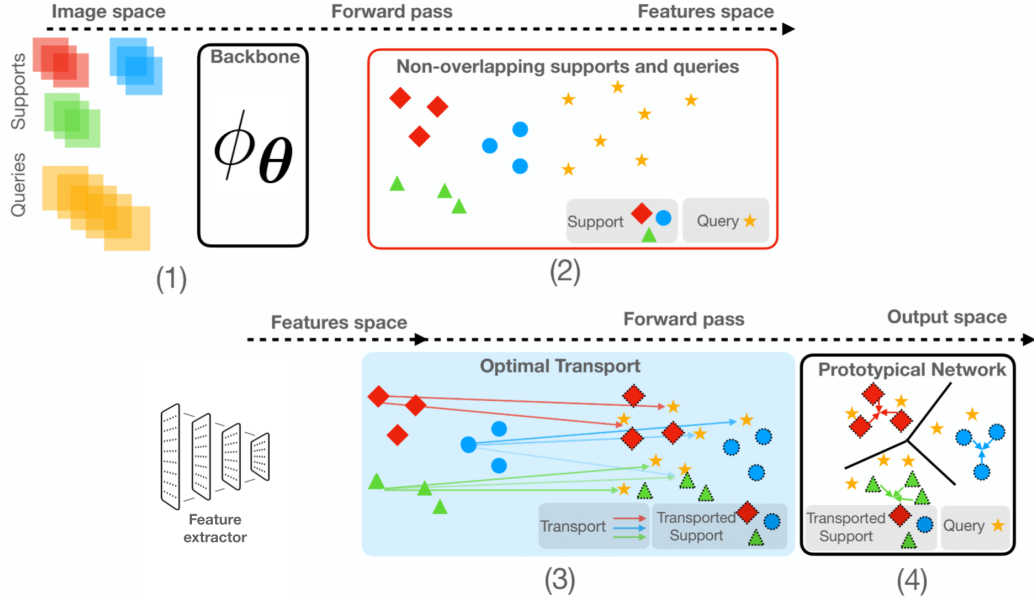 Image space
Forward pass
Features space
Supports
Queries
Backbone
ϕθ
Non-overlapping supports and queries
Support
Query
(1)
(2)
Features space
Forward pass
Output space
Feature
extractor
Optimal Transport
Transport
Transported
Support
(3)
Prototypical Network
Transported
Support
Query
(4)